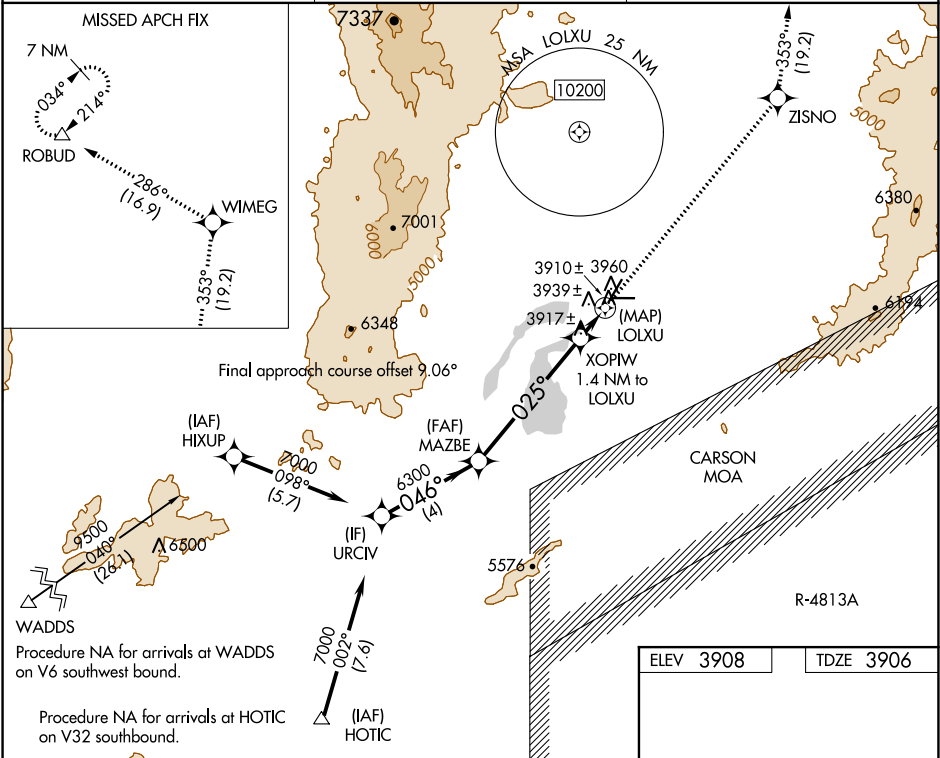 MISSED APCH FIX
7 NM
034°
214°
ROBUD
286°
(16.9)
WIMEG
353°
(19.2)
7337
MSA LOLXU 25 NM
10200
353°
(19.2)
ZISNO
5000
6380
6194
7001
6000
5000
6348
3910± 3960
3939±
3917±
(MAP)
LOLXU
XOPIW
1.4 NM to
LOLXU
Final approach course offset 9.06°
025°
(IAF)
HIXUP
7000
098°
(5.7)
(FAF)
MAZBE
6300
046°
(4)
(IF)
URCIV
CARSON
MOA
9500
040°
(26.1)
6500
WADDS
5576
R-4813A
Procedure NA for arrivals at WADDS
on V6 southwest bound.
7000
002°
(7.6)
(IAF)
HOTIC
Procedure NA for arrivals at HOTIC
on V32 southbound.
ELEV 3908
TDZE 3906